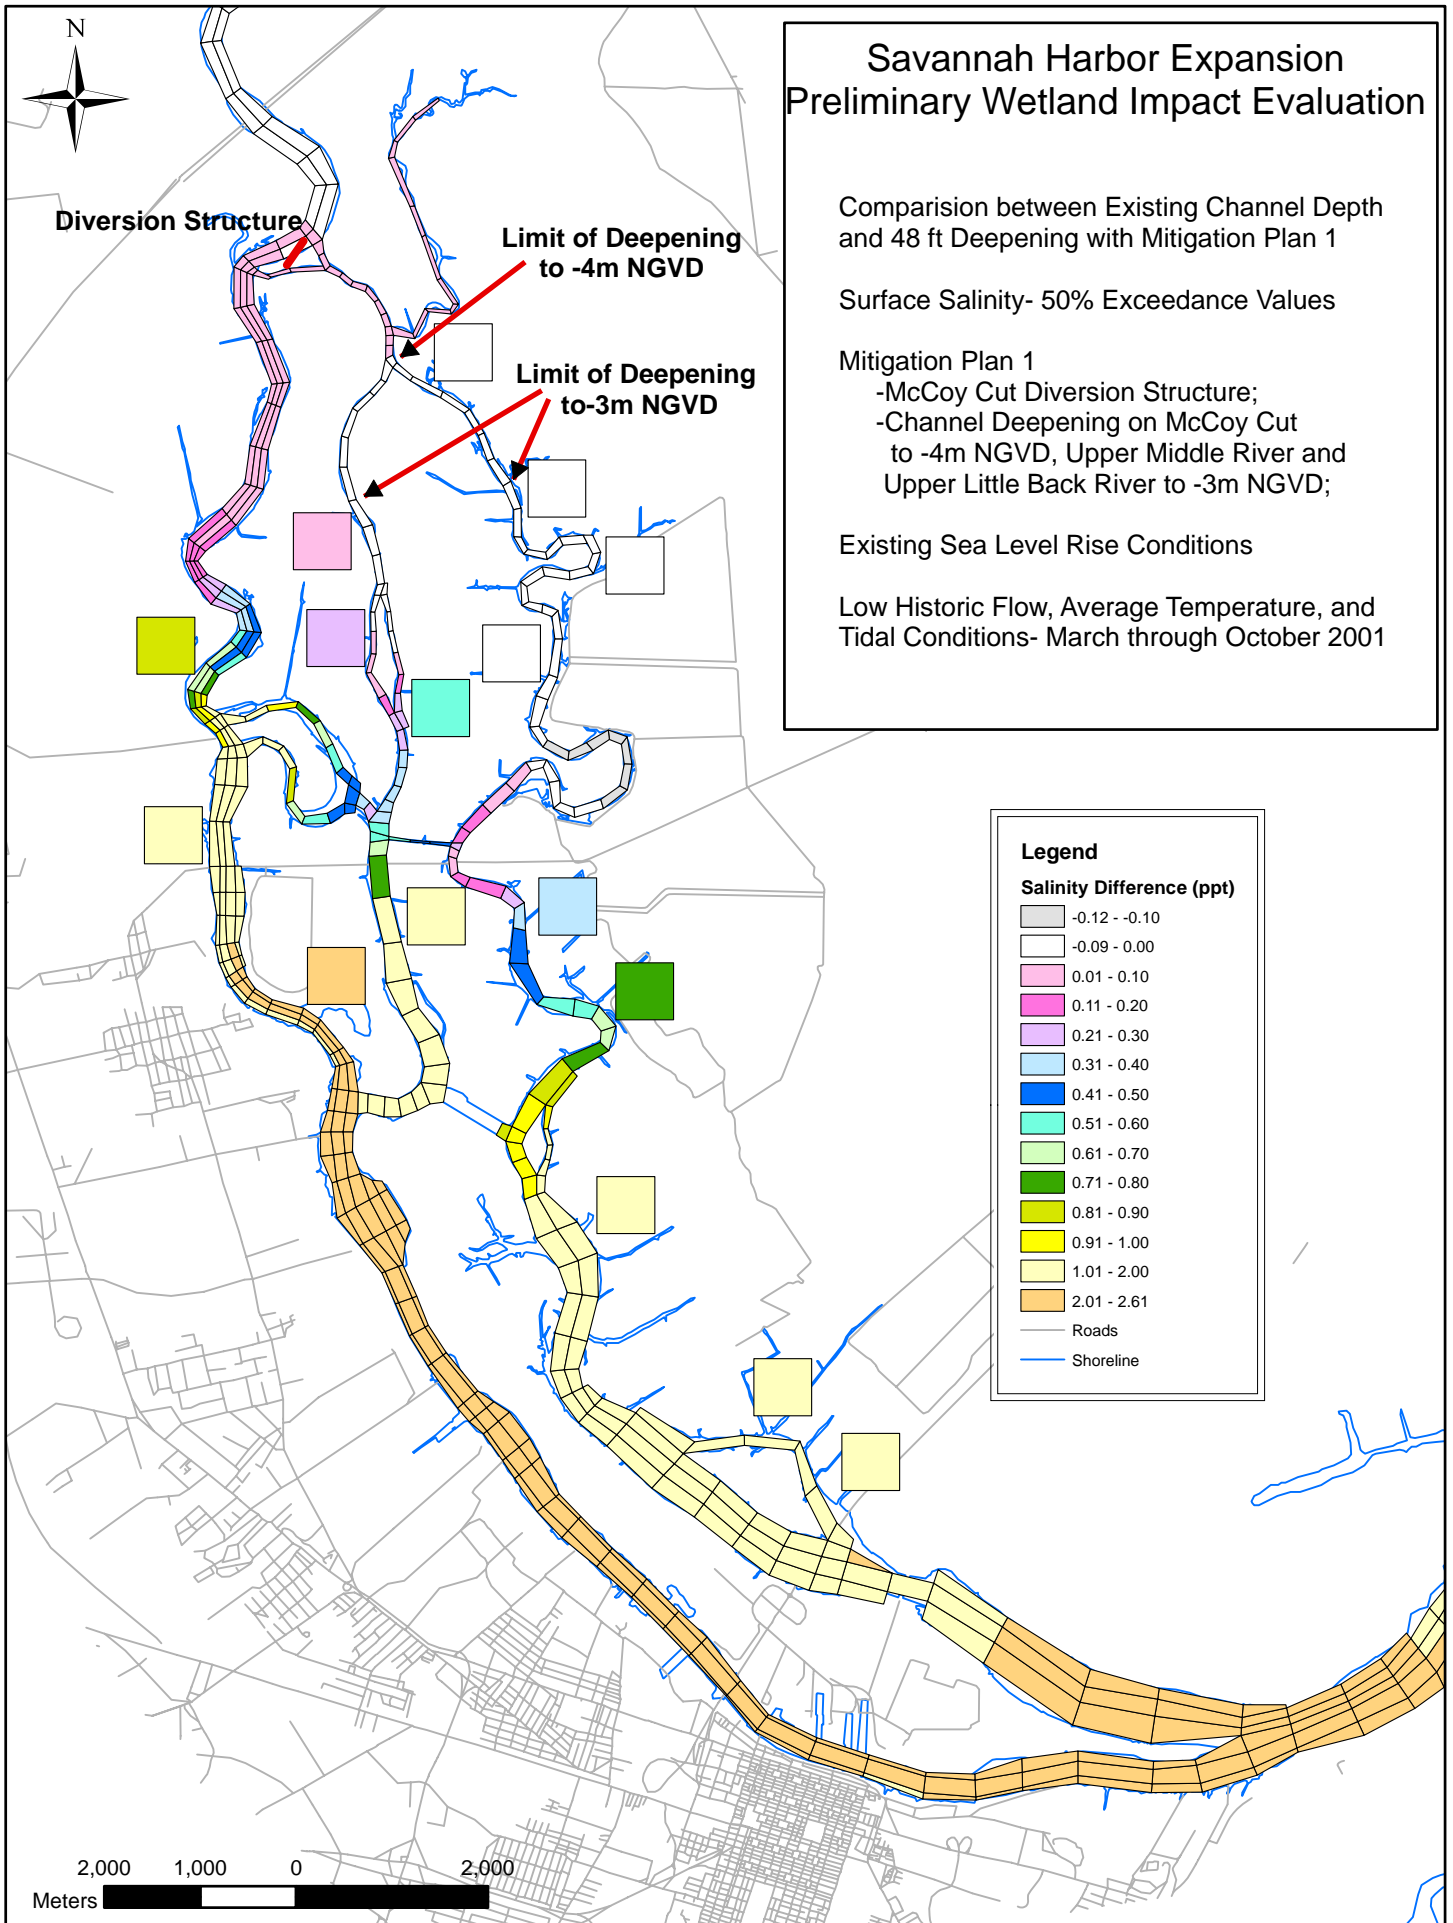 N
Savannah Harbor Expansion
Preliminary Wetland Impact Evaluation
Comparision between Existing Channel Depth
and 48 ft Deepening with Mitigation Plan 1
Surface Salinity- 50% Exceedance Values
Mitigation Plan 1
-McCoy Cut Diversion Structure;
-Channel Deepening on McCoy Cut
to -4m NGVD, Upper Middle River and
Upper Little Back River to -3m NGVD;
Existing Sea Level Rise Conditions
Low Historic Flow, Average Temperature, and
Tidal Conditions- March through October 2001
Diversion Structure
Limit of Deepening
to -4m NGVD
Limit of Deepening
to-3m NGVD
Legend
Salinity Difference (ppt)
-0.12 - -0.10
-0.09 - 0.00
0.01 - 0.10
0.11 - 0.20
0.21 - 0.30
0.31 - 0.40
0.41 - 0.50
0.51 - 0.60
0.61 - 0.70
0.71 - 0.80
0.81 - 0.90
0.91 - 1.00
1.01 - 2.00
2.01 - 2.61
Roads
Shoreline
2,000 1,000 0 2,000
Meters